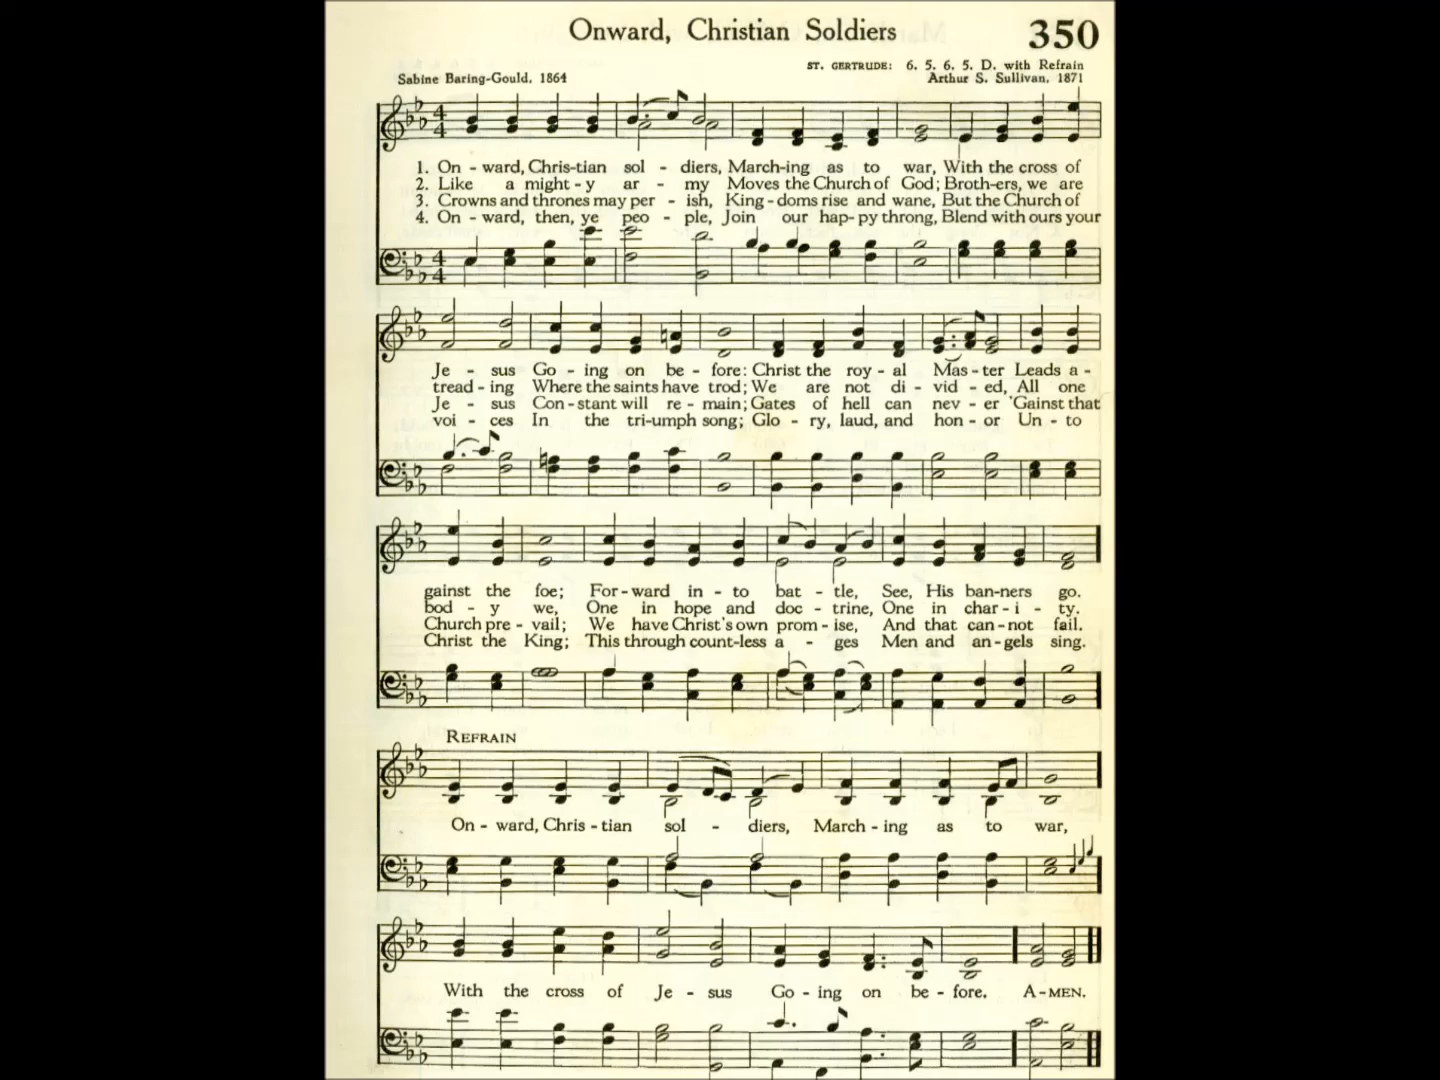 Onward, Christian Soldiers 350
ST. GERTRUDE: 6. 5. 6. 5. D. with Refrain
Sabine Baring-Gould, 1864 Arthur S. Sullivan, 1871
1. On - ward, Chris-tian sol - diers, March-ing as to war, With the cross of
2. Like a might - y ar - my Moves the Church of God; Broth-ers, we are
3. Crowns and thrones may per - ish, King - doms rise and wane, But the Church of
4. On - ward, then, ye peo - ple, Join our hap- py throng, Blend with ours your
Je - sus Go - ing on be - fore: Christ the roy - al Mas - ter Leads a -
tread - ing Where the saints have trod; We are not di - vid - ed, All one
Je - sus Con - stant will re - main; Gates of hell can nev - er 'Gainst that
voi - ces In the tri-umph song; Glo - ry, laud, and hon - or Un - to
gainst the foe; For - ward in - to bat - tle, See, His ban-ners go.
bod - y we, One in hope and doc - trine, One in char - i - ty.
Church pre - vail; We have Christ's own prom - ise, And that can - not fail.
Christ the King; This through count-less a - ges Men and an - gels sing.
REFRAIN
On - ward, Chris - tian sol - diers, March - ing as to war,
With the cross of Je - sus Go - ing on be - fore. A-MEN.